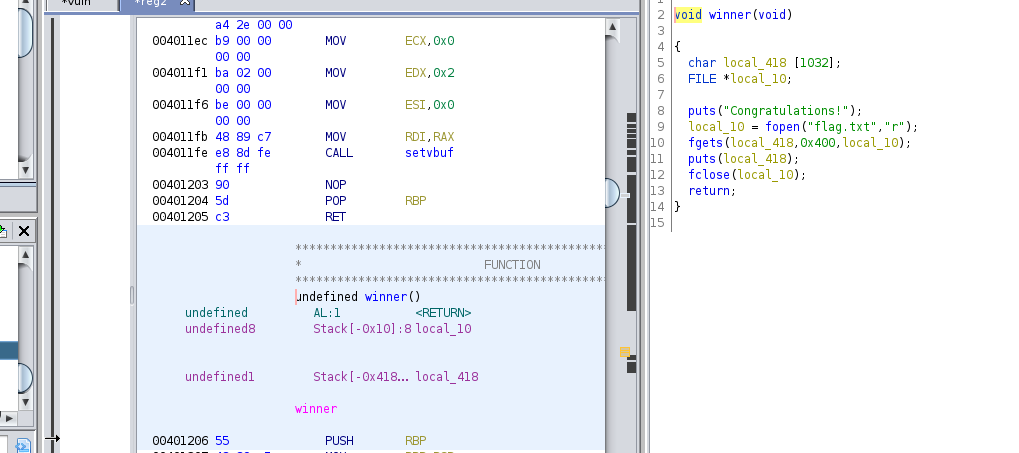 *vuln
*reg2
a4 2e 00 00
004011ec b9 00 00 MOV ECX,0x0
00 00
004011f1 ba 02 00 MOV EDX,0x2
00 00
004011f6 be 00 00 MOV ESI,0x0
00 00
004011fb 48 89 c7 MOV RDI,RAX
004011fe e8 8d fe CALL setvbuf
ff ff
00401203 90 NOP
00401204 5d POP RBP
00401205 c3 RET
********************************************
* FUNCTION
********************************************
undefined winner()
undefined AL:1 <RETURN>
undefined8 Stack[-0x10]:8 local_10
undefined1 Stack[-0x418... local_418
winner
00401206 55 PUSH RBP
2 void winner(void)
3
4 {
5 char local_418 [1032];
6 FILE *local_10;
7
8 puts("Congratulations!");
9 local_10 = fopen("flag.txt","r");
10 fgets(local_418,0x400,local_10);
11 puts(local_418);
12 fclose(local_10);
13 return;
14 }
15